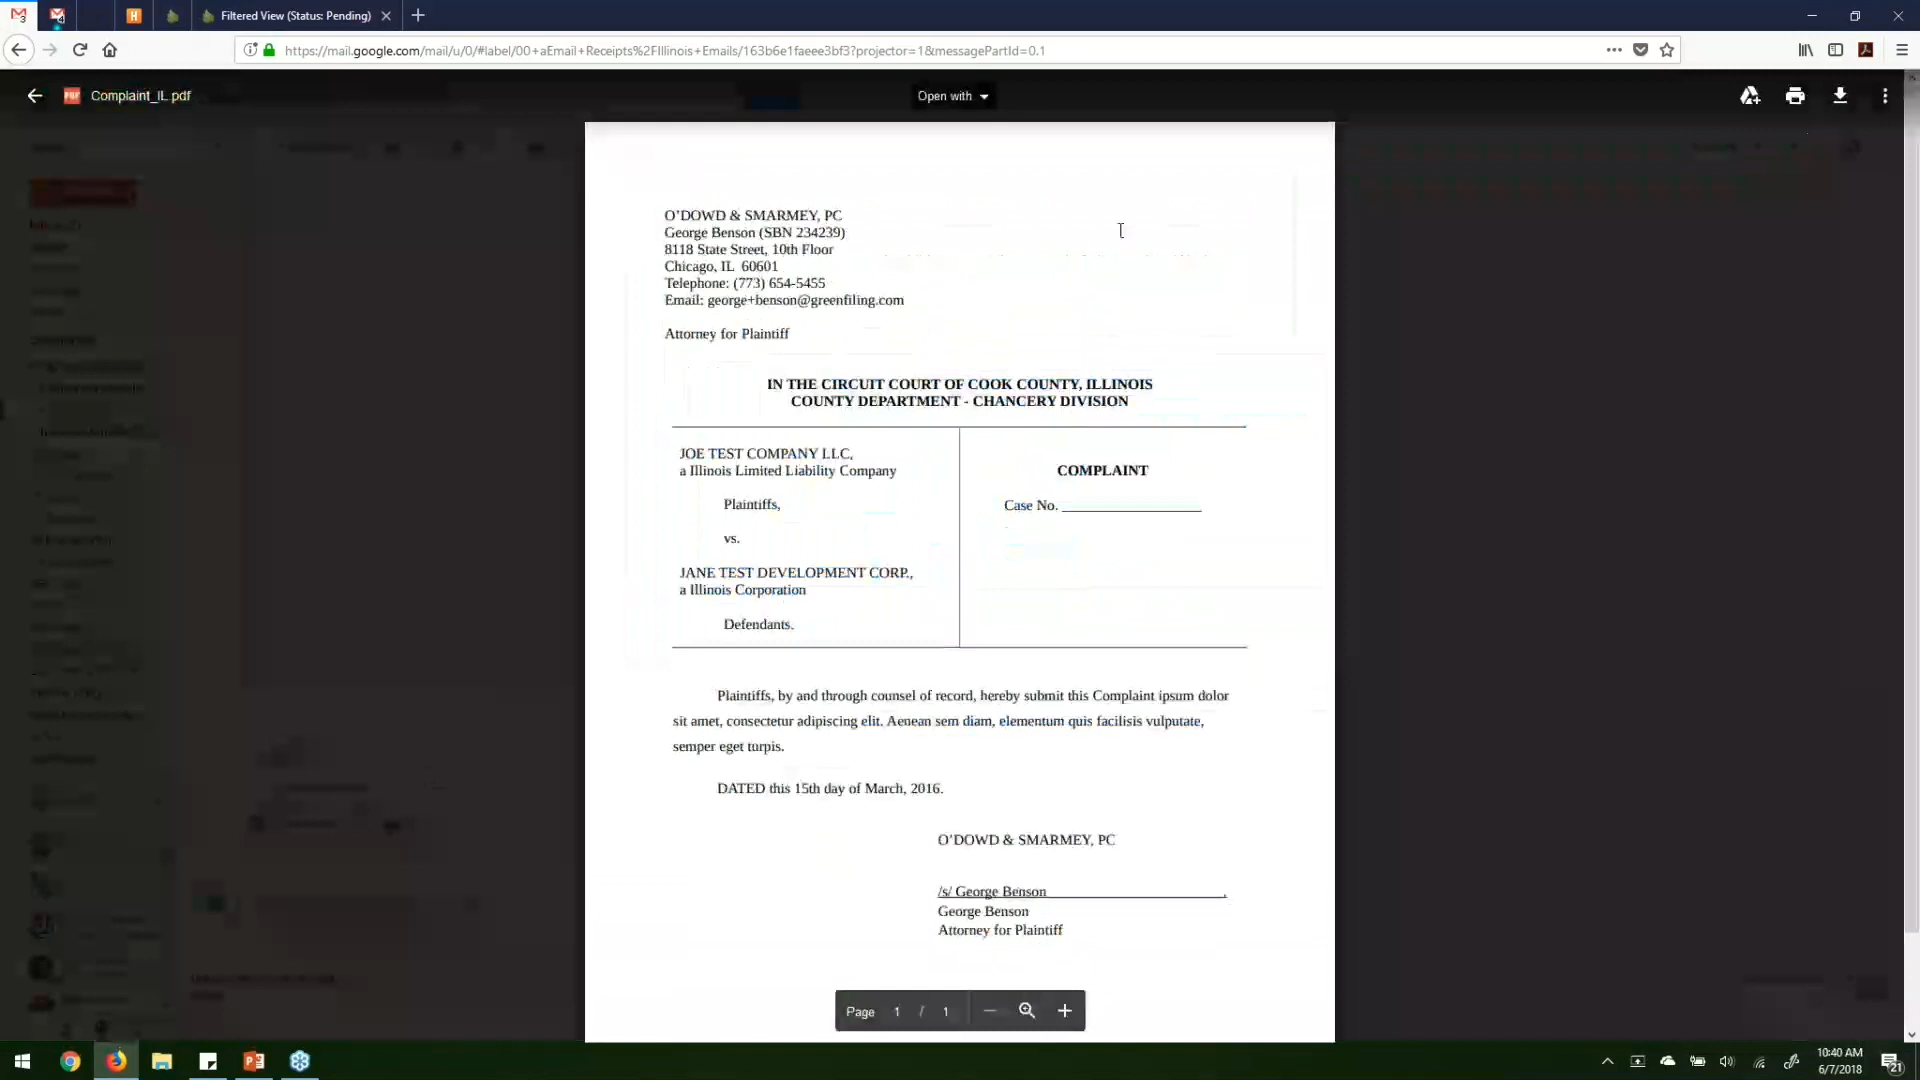 Filtered View (Status: Pending)
https://mail.google.com/mail/u/0/#label/00+aEmail+Receipts%2FIllinois+Emails/163b6e1faeee3bf3?projector=1&messagePartId=0.1
PDF Complaint_IL.pdf
Open with
O'DOWD & SMARMEY, PC
George Benson (SBN 234239)
8118 State Street, 10th Floor
Chicago, IL 60601
Telephone: (773) 654-5455
Email: george+benson@greenfiling.com
Attorney for Plaintiff
IN THE CIRCUIT COURT OF COOK COUNTY, ILLINOIS
COUNTY DEPARTMENT - CHANCERY DIVISION
JOE TEST COMPANY LLC,
a Illinois Limited Liability Company
Plaintiffs,
vs.
JANE TEST DEVELOPMENT CORP.,
a Illinois Corporation
Defendants.
COMPLAINT
Case No.
Plaintiffs, by and through counsel of record, hereby submit this Complaint ipsum dolor
sit amet, consectetur adipiscing elit. Aenean sem diam, elementum quis facilisis vulputate,
semper eget turpis.
DATED this 15th day of March, 2016.
O'DOWD & SMARMEY, PC
/s/ George Benson
George Benson
Attorney for Plaintiff
Page 1 / 1
10:40 AM
6/7/2018
21